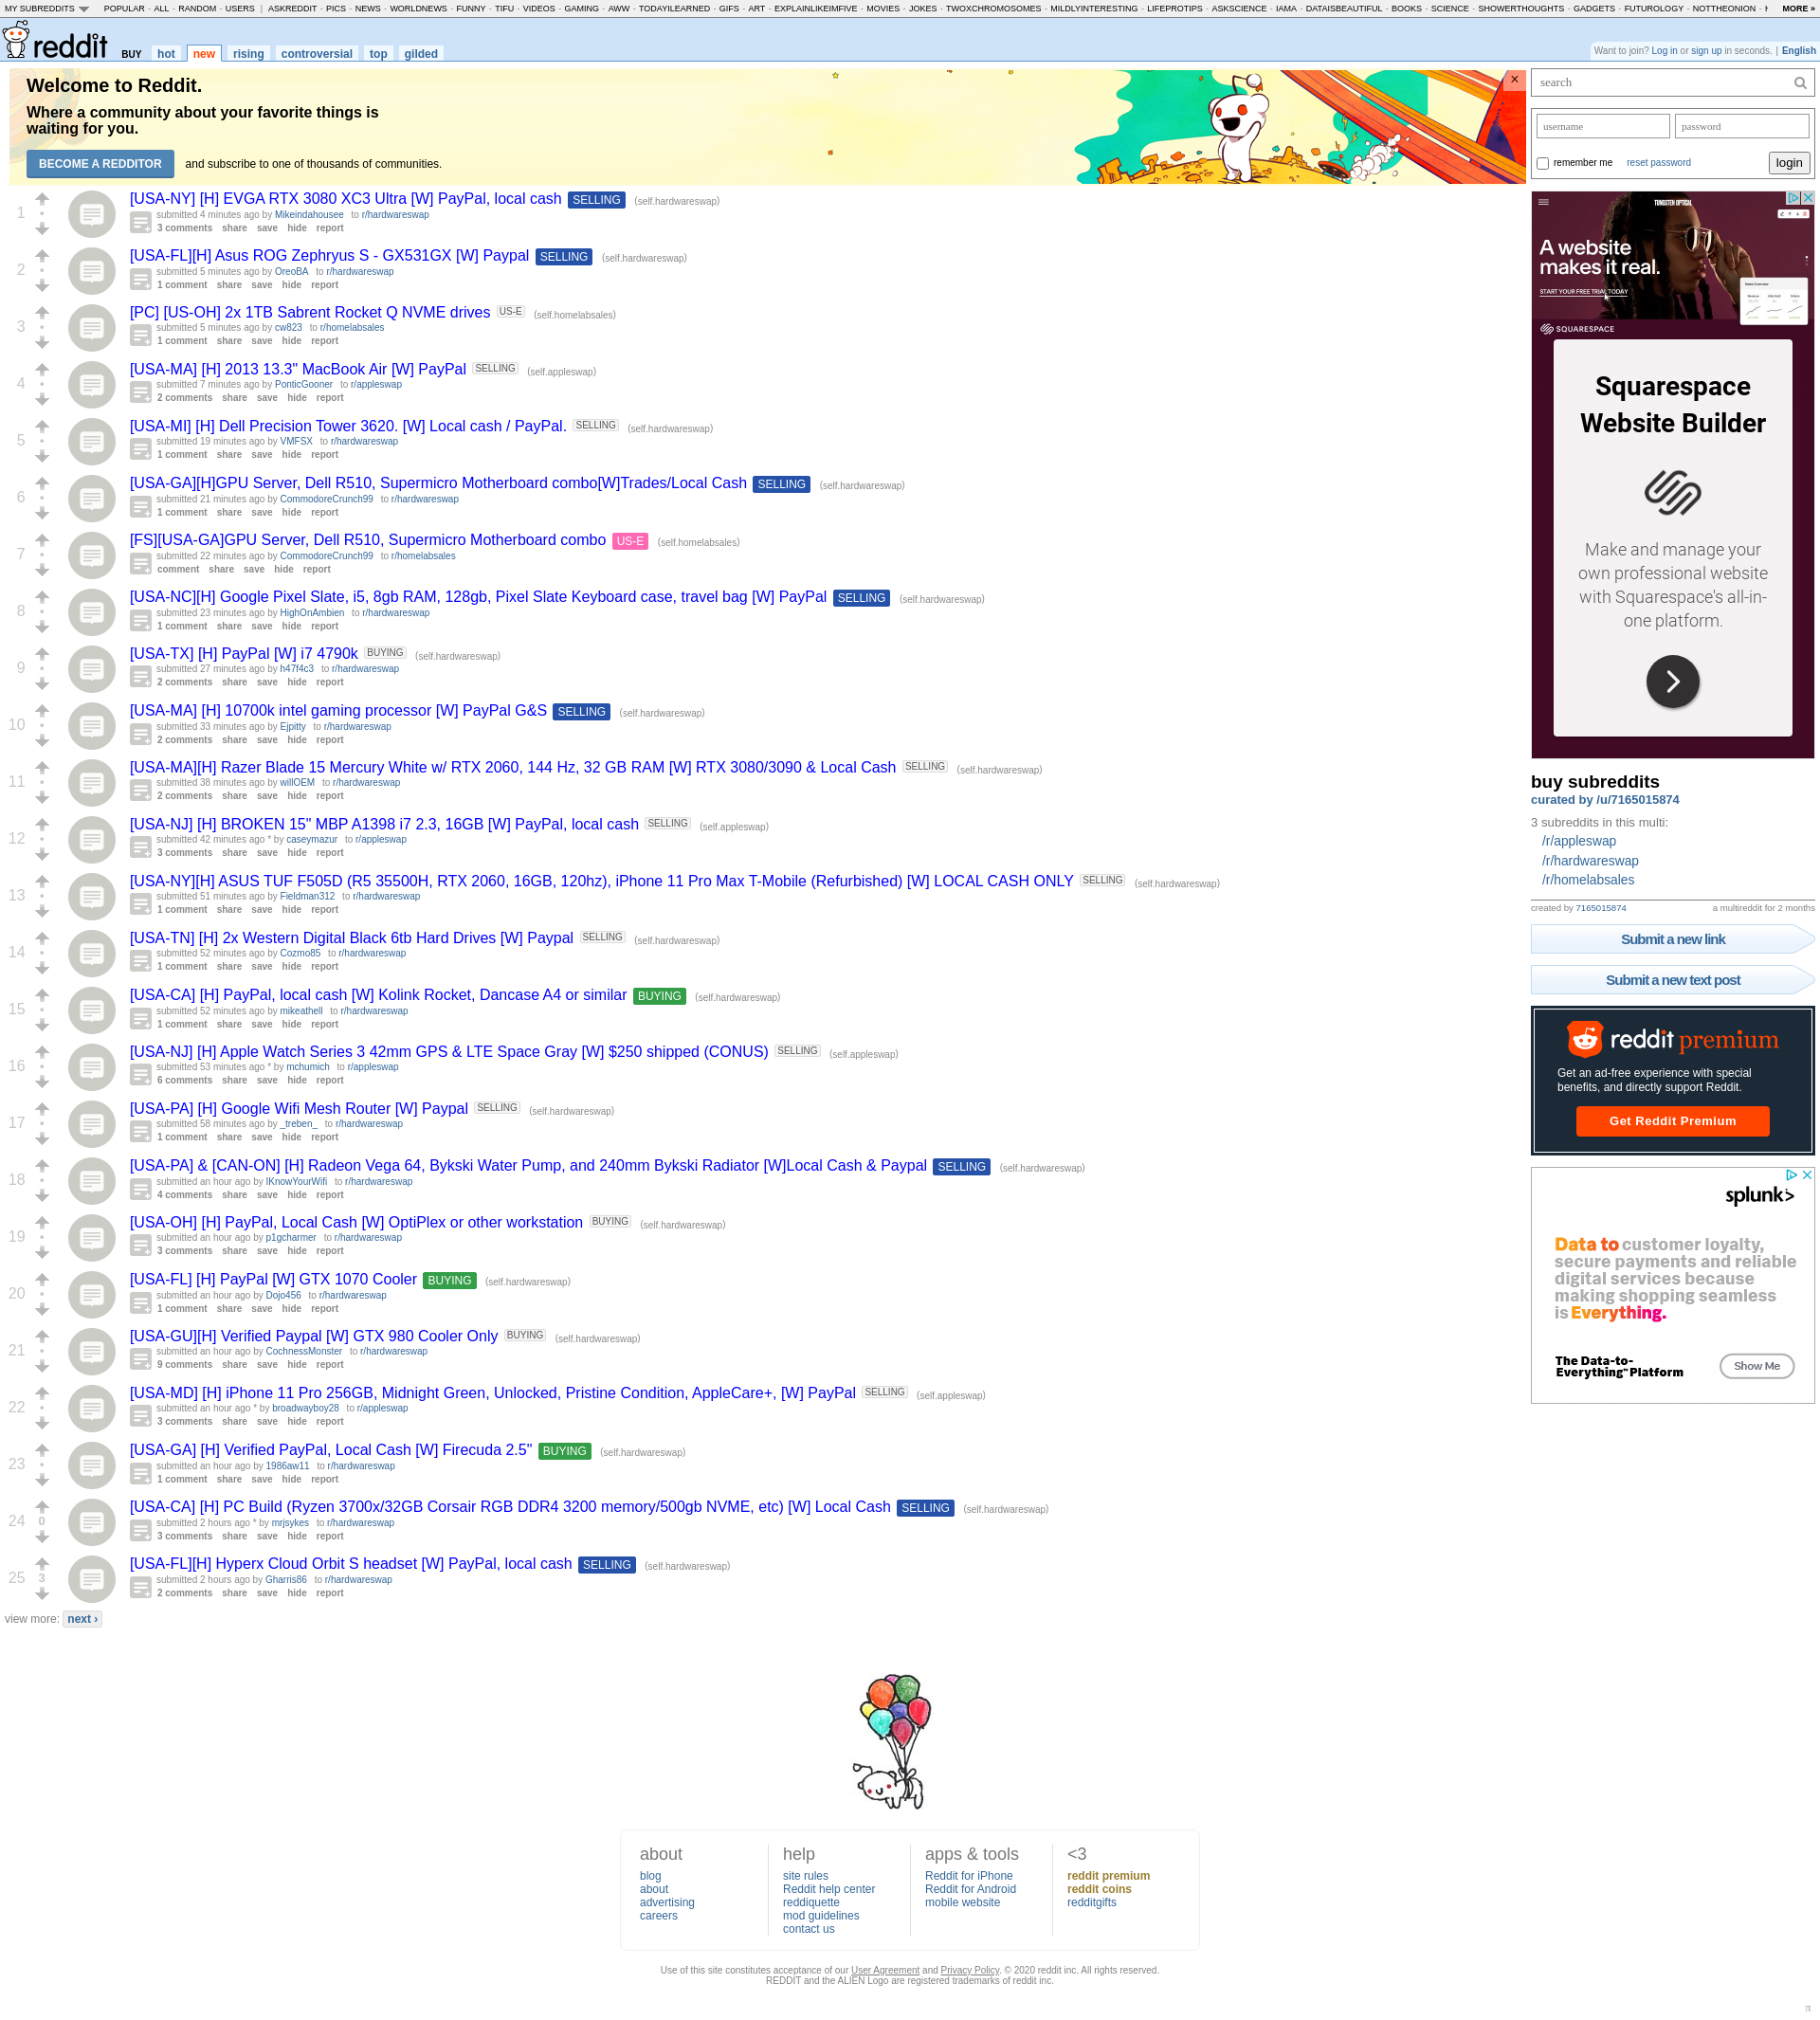 MY SUBREDDITS POPULAR - ALL - RANDOM - USERS | ASKREDDIT - PICS - NEWS - WORLDNEWS - FUNNY - TIFU - VIDEOS - GAMING - AWW - TODAYILEARNED - GIFS - ART - EXPLAINLIKEIMFIVE - MOVIES - JOKES - TWOXCHROMOSOMES - MILDLYINTERESTING - LIFEPROTIPS - ASKSCIENCE - IAMA - DATAISBEAUTIFUL - BOOKS - SCIENCE - SHOWERTHOUGHTS - GADGETS - FUTUROLOGY - NOTTHEONION - MORE »
reddit BUY hot new rising controversial top gilded
Want to join? Log in or sign up in seconds. | English
Welcome to Reddit.
Where a community about your favorite things is
waiting for you.
BECOME A REDDITOR and subscribe to one of thousands of communities.
1
[USA-NY] [H] EVGA RTX 3080 XC3 Ultra [W] PayPal, local cash SELLING (self.hardwareswap)
submitted 4 minutes ago by Mikeindahousee to r/hardwareswap
3 comments share save hide report
2
[USA-FL][H] Asus ROG Zephryus S - GX531GX [W] Paypal SELLING (self.hardwareswap)
submitted 5 minutes ago by OreoBA to r/hardwareswap
1 comment share save hide report
3
[PC] [US-OH] 2x 1TB Sabrent Rocket Q NVME drives US-E (self.homelabsales)
submitted 5 minutes ago by cw823 to r/homelabsales
1 comment share save hide report
4
[USA-MA] [H] 2013 13.3" MacBook Air [W] PayPal SELLING (self.appleswap)
submitted 7 minutes ago by PonticGooner to r/appleswap
2 comments share save hide report
5
[USA-MI] [H] Dell Precision Tower 3620. [W] Local cash / PayPal. SELLING (self.hardwareswap)
submitted 19 minutes ago by VMFSX to r/hardwareswap
1 comment share save hide report
6
[USA-GA][H]GPU Server, Dell R510, Supermicro Motherboard combo[W]Trades/Local Cash SELLING (self.hardwareswap)
submitted 21 minutes ago by CommodoreCrunch99 to r/hardwareswap
1 comment share save hide report
7
[FS][USA-GA]GPU Server, Dell R510, Supermicro Motherboard combo US-E (self.homelabsales)
submitted 22 minutes ago by CommodoreCrunch99 to r/homelabsales
comment share save hide report
8
[USA-NC][H] Google Pixel Slate, i5, 8gb RAM, 128gb, Pixel Slate Keyboard case, travel bag [W] PayPal SELLING (self.hardwareswap)
submitted 23 minutes ago by HighOnAmbien to r/hardwareswap
1 comment share save hide report
9
[USA-TX] [H] PayPal [W] i7 4790k BUYING (self.hardwareswap)
submitted 27 minutes ago by h47f4c3 to r/hardwareswap
2 comments share save hide report
10
[USA-MA] [H] 10700k intel gaming processor [W] PayPal G&S SELLING (self.hardwareswap)
submitted 33 minutes ago by Ejpitty to r/hardwareswap
2 comments share save hide report
11
[USA-MA][H] Razer Blade 15 Mercury White w/ RTX 2060, 144 Hz, 32 GB RAM [W] RTX 3080/3090 & Local Cash SELLING (self.hardwareswap)
submitted 38 minutes ago by willOEM to r/hardwareswap
2 comments share save hide report
12
[USA-NJ] [H] BROKEN 15" MBP A1398 i7 2.3, 16GB [W] PayPal, local cash SELLING (self.appleswap)
submitted 42 minutes ago * by caseymazur to r/appleswap
3 comments share save hide report
13
[USA-NY][H] ASUS TUF F505D (R5 35500H, RTX 2060, 16GB, 120hz), iPhone 11 Pro Max T-Mobile (Refurbished) [W] LOCAL CASH ONLY SELLING (self.hardwareswap)
submitted 51 minutes ago by Fieldman312 to r/hardwareswap
1 comment share save hide report
14
[USA-TN] [H] 2x Western Digital Black 6tb Hard Drives [W] Paypal SELLING (self.hardwareswap)
submitted 52 minutes ago by Cozmo85 to r/hardwareswap
1 comment share save hide report
15
[USA-CA] [H] PayPal, local cash [W] Kolink Rocket, Dancase A4 or similar BUYING (self.hardwareswap)
submitted 52 minutes ago by mikeathell to r/hardwareswap
1 comment share save hide report
16
[USA-NJ] [H] Apple Watch Series 3 42mm GPS & LTE Space Gray [W] $250 shipped (CONUS) SELLING (self.appleswap)
submitted 53 minutes ago * by mchumich to r/appleswap
6 comments share save hide report
17
[USA-PA] [H] Google Wifi Mesh Router [W] Paypal SELLING (self.hardwareswap)
submitted 58 minutes ago by _treben_ to r/hardwareswap
1 comment share save hide report
18
[USA-PA] & [CAN-ON] [H] Radeon Vega 64, Bykski Water Pump, and 240mm Bykski Radiator [W]Local Cash & Paypal SELLING (self.hardwareswap)
submitted an hour ago by IKnowYourWifi to r/hardwareswap
4 comments share save hide report
19
[USA-OH] [H] PayPal, Local Cash [W] OptiPlex or other workstation BUYING (self.hardwareswap)
submitted an hour ago by p1gcharmer to r/hardwareswap
3 comments share save hide report
20
[USA-FL] [H] PayPal [W] GTX 1070 Cooler BUYING (self.hardwareswap)
submitted an hour ago by Dojo456 to r/hardwareswap
1 comment share save hide report
21
[USA-GU][H] Verified Paypal [W] GTX 980 Cooler Only BUYING (self.hardwareswap)
submitted an hour ago by CochnessMonster to r/hardwareswap
9 comments share save hide report
22
[USA-MD] [H] iPhone 11 Pro 256GB, Midnight Green, Unlocked, Pristine Condition, AppleCare+, [W] PayPal SELLING (self.appleswap)
submitted an hour ago * by broadwayboy28 to r/appleswap
3 comments share save hide report
23
[USA-GA] [H] Verified PayPal, Local Cash [W] Firecuda 2.5" BUYING (self.hardwareswap)
submitted an hour ago by 1986aw11 to r/hardwareswap
1 comment share save hide report
24 0
[USA-CA] [H] PC Build (Ryzen 3700x/32GB Corsair RGB DDR4 3200 memory/500gb NVME, etc) [W] Local Cash SELLING (self.hardwareswap)
submitted 2 hours ago * by mrjsykes to r/hardwareswap
3 comments share save hide report
25 3
[USA-FL][H] Hyperx Cloud Orbit S headset [W] PayPal, local cash SELLING (self.hardwareswap)
submitted 2 hours ago by Gharris86 to r/hardwareswap
2 comments share save hide report
view more: next ›
search
username password
remember me reset password login
TUNGSTEN OPTICAL
A website
makes it real.
START YOUR FREE TRIAL TODAY
SQUARESPACE
Squarespace
Website Builder
Make and manage your
own professional website
with Squarespace's all-in-
one platform.
buy subreddits
curated by /u/7165015874
3 subreddits in this multi:
/r/appleswap
/r/hardwareswap
/r/homelabsales
created by 7165015874 a multireddit for 2 months
Submit a new link
Submit a new text post
reddit premium
Get an ad-free experience with special
benefits, and directly support Reddit.
Get Reddit Premium
splunk>
Data to customer loyalty,
secure payments and reliable
digital services because
making shopping seamless
is Everything.
The Data-to-
Everything™ Platform
Show Me
about
blog
about
advertising
careers
help
site rules
Reddit help center
reddiquette
mod guidelines
contact us
apps & tools
Reddit for iPhone
Reddit for Android
mobile website
<3
reddit premium
reddit coins
redditgifts
Use of this site constitutes acceptance of our User Agreement and Privacy Policy. © 2020 reddit inc. All rights reserved.
REDDIT and the ALIEN Logo are registered trademarks of reddit inc.
π